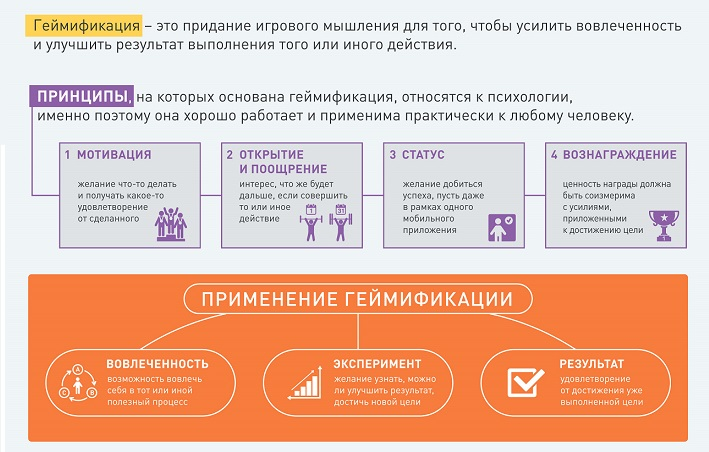 Геймификация – это придание игрового мышления для того, чтобы усилить вовлеченность
и улучшить результат выполнения того или иного действия.
ПРИНЦИПЫ, на которых основана геймификация, относятся к психологии,
именно поэтому она хорошо работает и применима практически к любому человеку.
1 МОТИВАЦИЯ
желание что-то делать
и получать какое-то
удовлетворение
от сделанного
2 ОТКРЫТИЕ
И ПООЩРЕНИЕ
интерес, что же будет
дальше, если совершить
то или иное
действие
1
31
3 СТАТУС
желание добиться
успеха, пусть даже
в рамках одного
мобильного
приложения
4 ВОЗНАГРАЖДЕНИЕ
ценность награды должна
быть соизмерима
с усилиями,
приложенными
к достижению цели
1
ПРИМЕНЕНИЕ ГЕЙМИФИКАЦИИ
A
B
C
ВОВЛЕЧЕННОСТЬ
возможность вовлечь
себя в тот или иной
полезный процесс
ЭКСПЕРИМЕНТ
желание узнать, можно
ли улучшить результат,
достичь новой цели
РЕЗУЛЬТАТ
удовлетворение
от достижения уже
выполненной цели